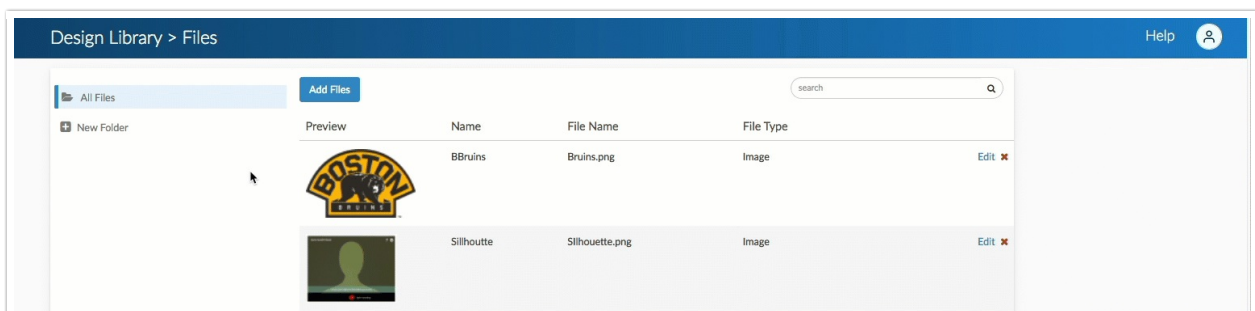 Design Library > Files
Help
All Files
New Folder
Add Files
search
Preview Name File Name File Type
BOSTON
BRUINS
BBruins Bruins.png Image Edit
Sillhoutte SIlhouette.png Image Edit